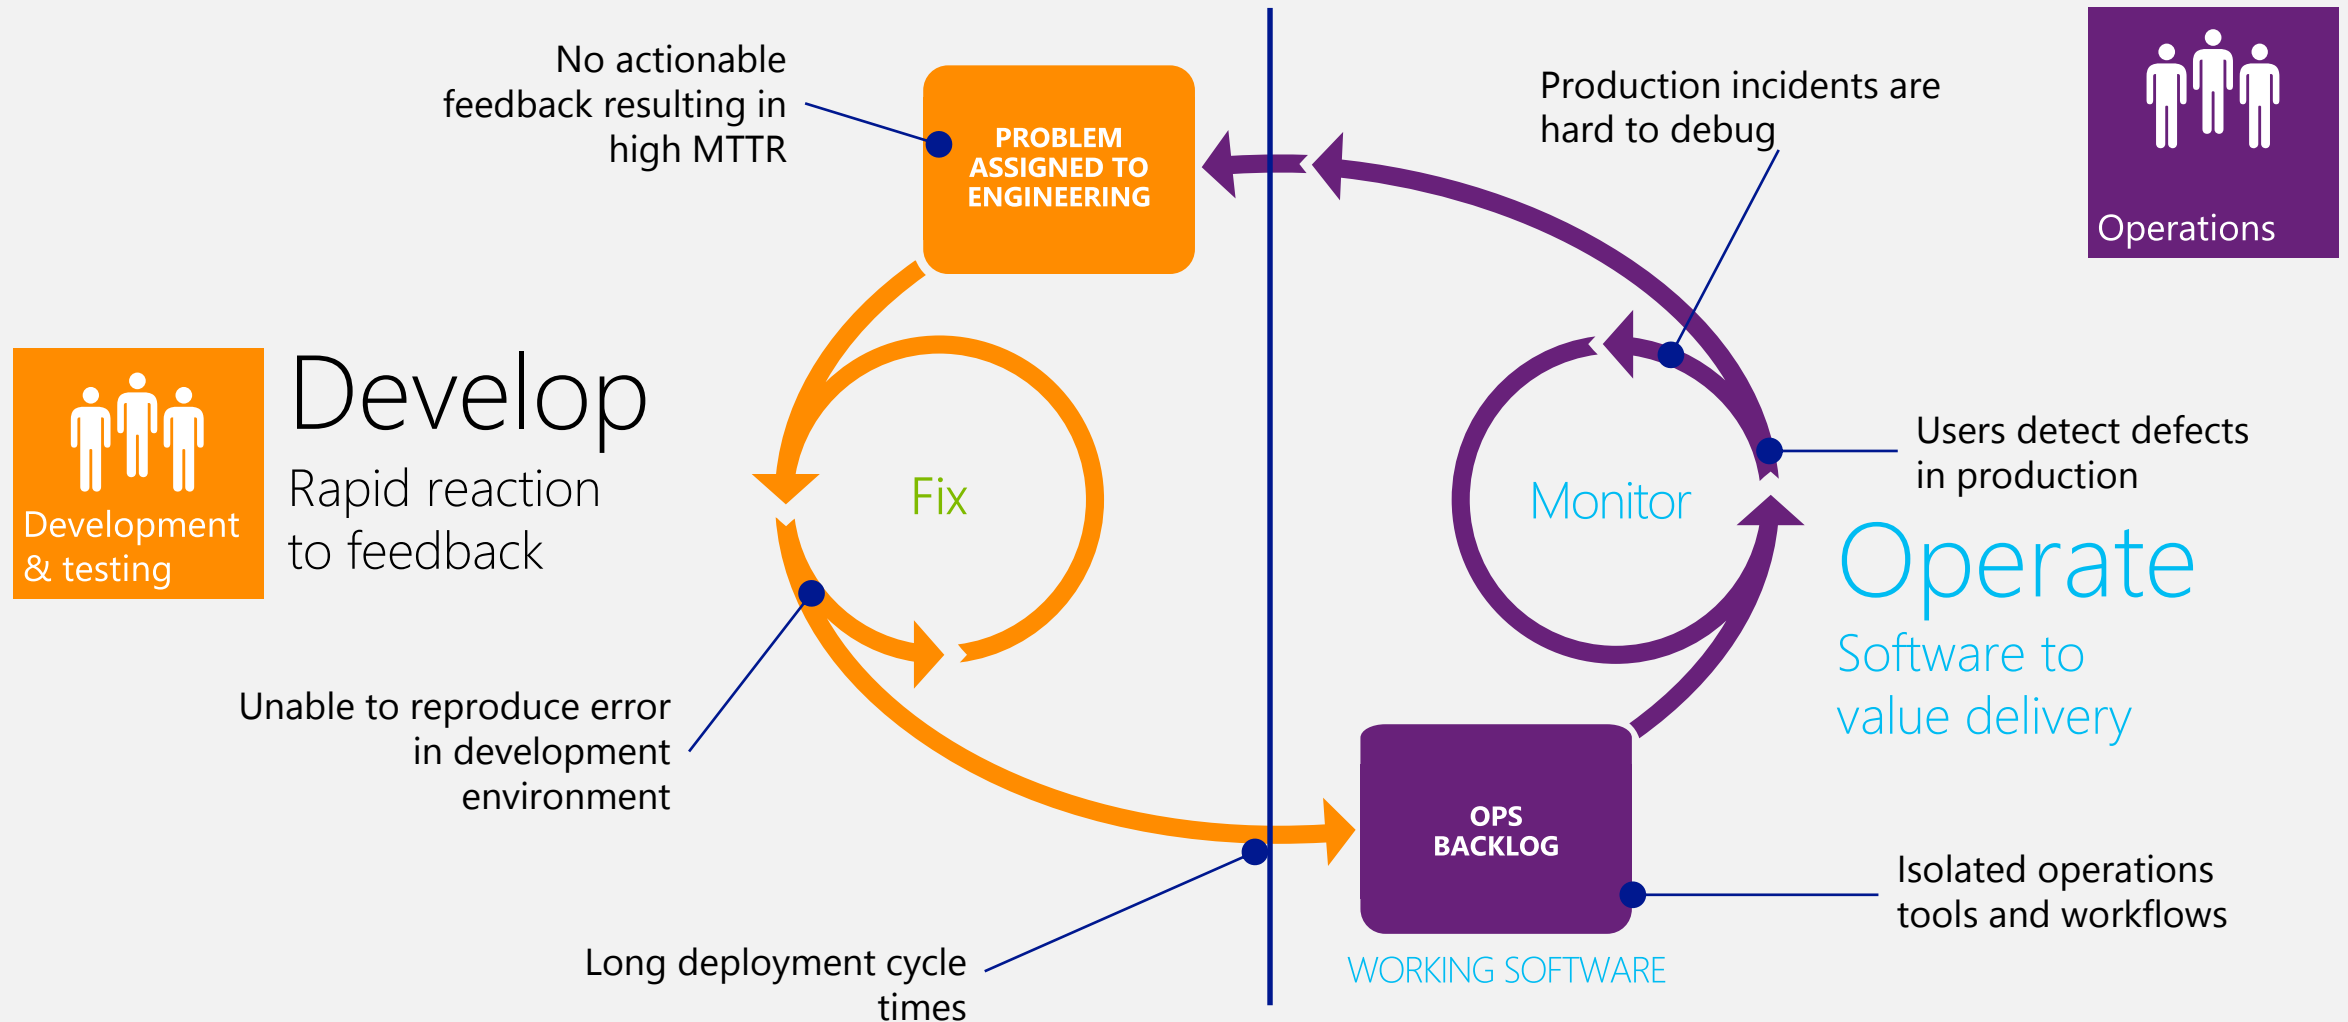 No actionable
feedback resulting in
high MTTR
PROBLEM
ASSIGNED TO
ENGINEERING
Production incidents are
hard to debug
Operations
Development
& testing
Develop
Rapid reaction
to feedback
Fix
Monitor
Users detect defects
in production
Operate
Software to
value delivery
Unable to reproduce error
in development
environment
OPS
BACKLOG
Isolated operations
tools and workflows
Long deployment cycle
times
WORKING SOFTWARE